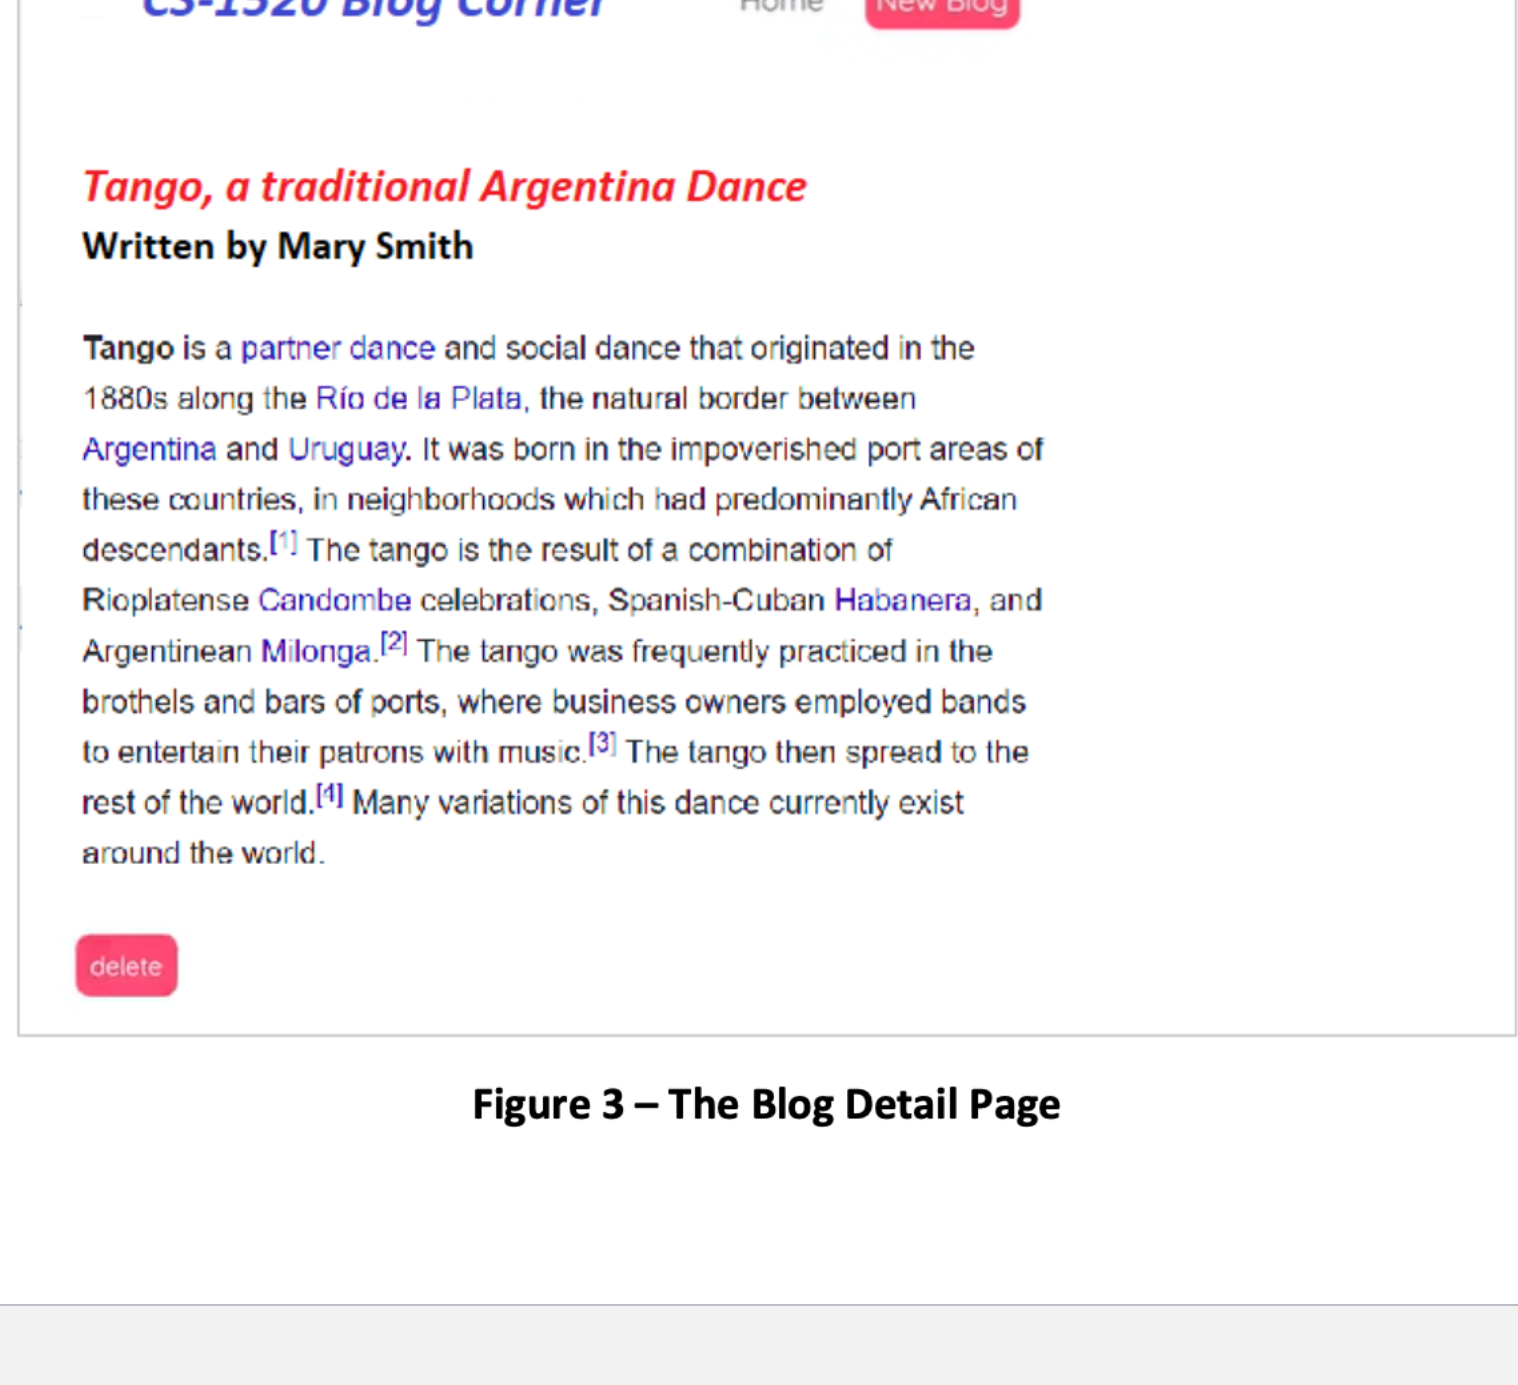 CS-1520 Blog Corner Home New Blog
Tango, a traditional Argentina Dance
Written by Mary Smith
Tango is a partner dance and social dance that originated in the
1880s along the Río de la Plata, the natural border between
Argentina and Uruguay. It was born in the impoverished port areas of
these countries, in neighborhoods which had predominantly African
descendants.[1] The tango is the result of a combination of
Rioplatense Candombe celebrations, Spanish-Cuban Habanera, and
Argentinean Milonga.[2] The tango was frequently practiced in the
brothels and bars of ports, where business owners employed bands
to entertain their patrons with music.[3] The tango then spread to the
rest of the world.[4] Many variations of this dance currently exist
around the world.
delete
Figure 3 – The Blog Detail Page